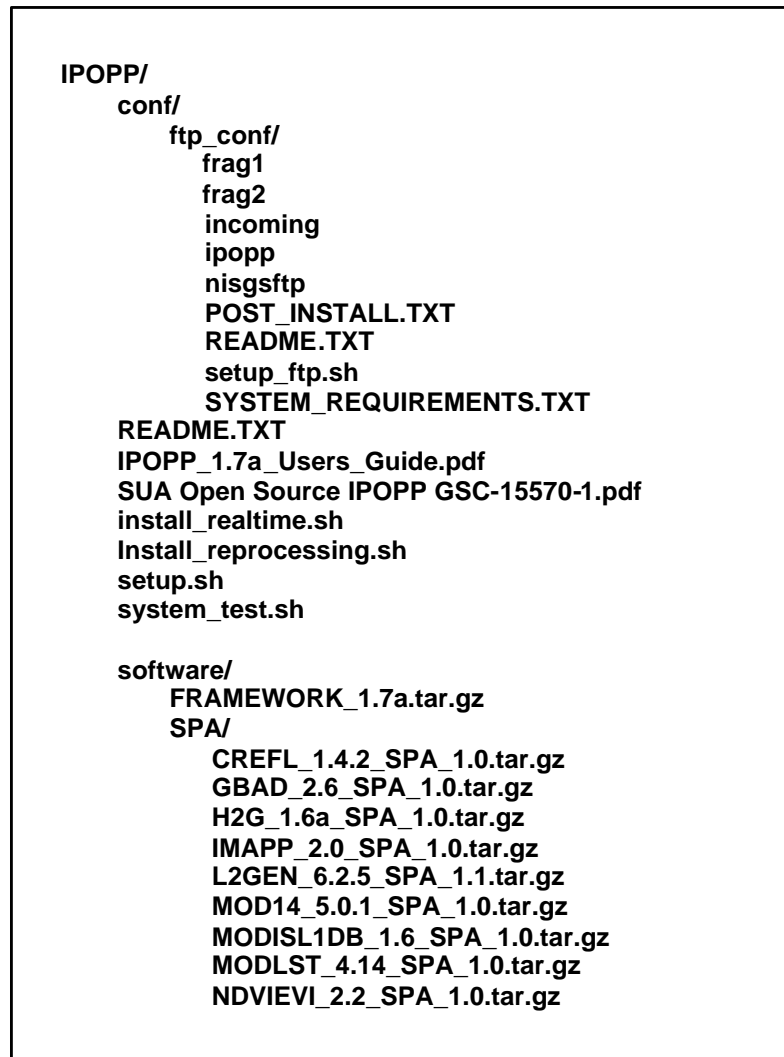 IPOPP/
conf/
ftp_conf/
frag1
frag2
incoming
ipopp
nisgsftp
POST_INSTALL.TXT
README.TXT
setup_ftp.sh
SYSTEM_REQUIREMENTS.TXT
README.TXT
IPOPP_1.7a_Users_Guide.pdf
SUA Open Source IPOPP GSC-15570-1.pdf
install_realtime.sh
Install_reprocessing.sh
setup.sh
system_test.sh
software/
FRAMEWORK_1.7a.tar.gz
SPA/
CREFL_1.4.2_SPA_1.0.tar.gz
GBAD_2.6_SPA_1.0.tar.gz
H2G_1.6a_SPA_1.0.tar.gz
IMAPP_2.0_SPA_1.0.tar.gz
L2GEN_6.2.5_SPA_1.1.tar.gz
MOD14_5.0.1_SPA_1.0.tar.gz
MODISL1DB_1.6_SPA_1.0.tar.gz
MODLST_4.14_SPA_1.0.tar.gz
NDVIEVI_2.2_SPA_1.0.tar.gz